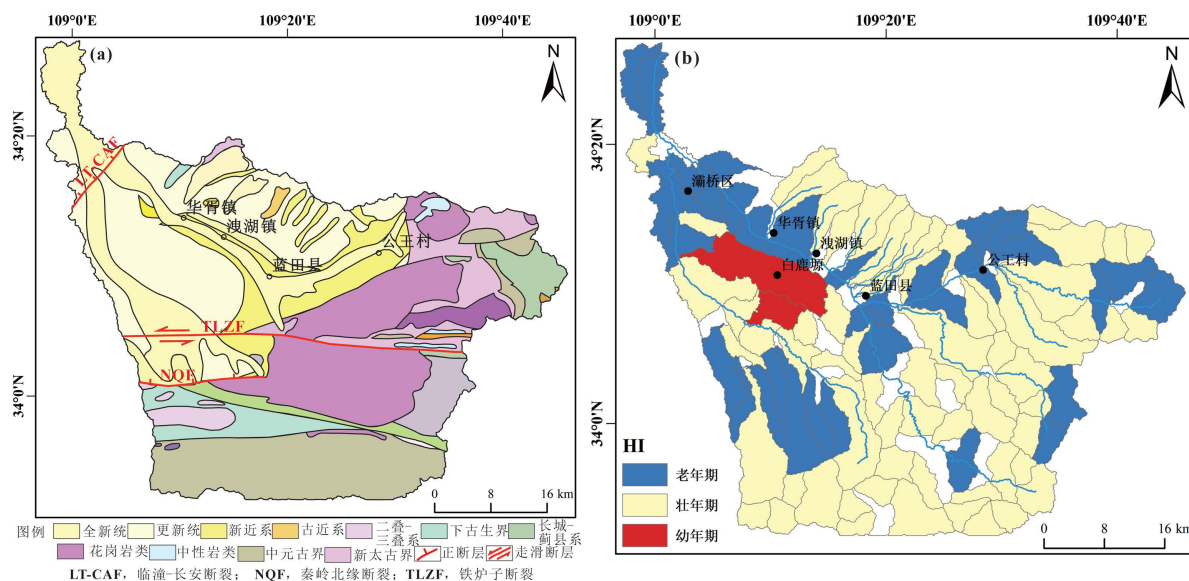 109°0'E 109°20'E 109°40'E
(a)
N
34°20'N
34°0'N
LT-CAF
华胥镇
洩湖镇
公王村
蓝田县
TLZF
NQF
0 8 16 km
图例 全新统 更新统 新近系 古近系 二叠-三叠系 下古生界 长城-蓟县系
花岗岩类 中性岩类 中元古界 新太古界 正断层 走滑断层
LT-CAF，临潼-长安断裂； NQF，秦岭北缘断裂；TLZF，铁炉子断裂
109°0'E 109°20'E 109°40'E
(b)
N
34°20'N
34°0'N
灞桥区
华胥镇
洩湖镇
白鹿塬
公王村
蓝田县
HI
老年期
壮年期
幼年期
0 8 16 km